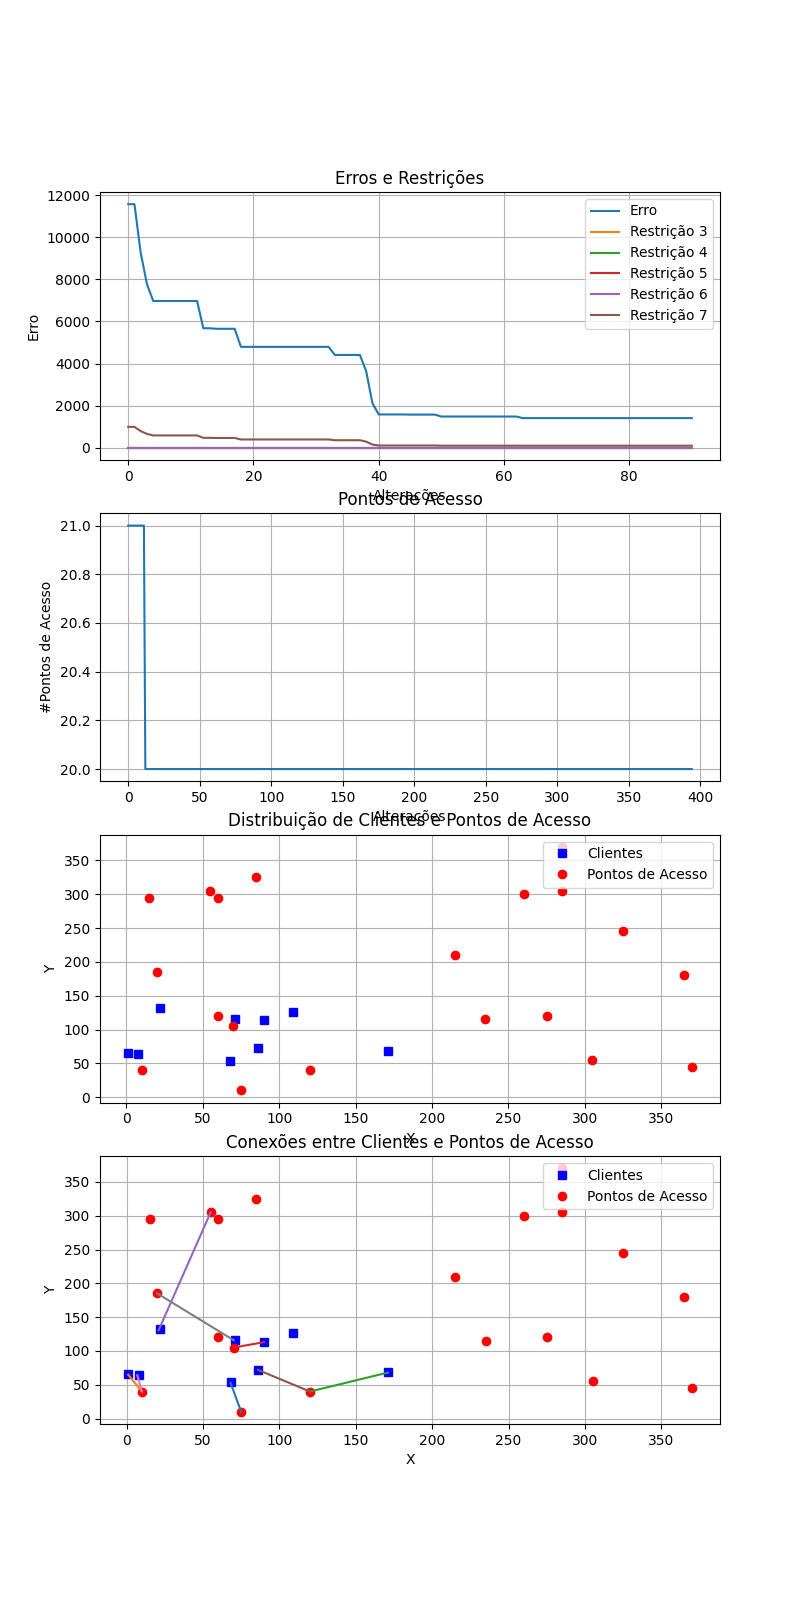 Erros e Restrições
12000
10000
8000
6000
4000
2000
0
Erro
Erro
Restrição 3
Restrição 4
Restrição 5
Restrição 6
Restrição 7
0 20 40 60 80
Alterações
Pontos de Acesso
21.0
20.8
20.6
20.4
20.2
20.0
#Pontos de Acesso
0 50 100 150 200 250 300 350 400
Alterações
Distribuição de Clientes e Pontos de Acesso
350
300
250
200
150
100
50
0
Y
Clientes
Pontos de Acesso
0 50 100 150 200 250 300 350
X
Conexões entre Clientes e Pontos de Acesso
350
300
250
200
150
100
50
0
Y
Clientes
Pontos de Acesso
0 50 100 150 200 250 300 350
X